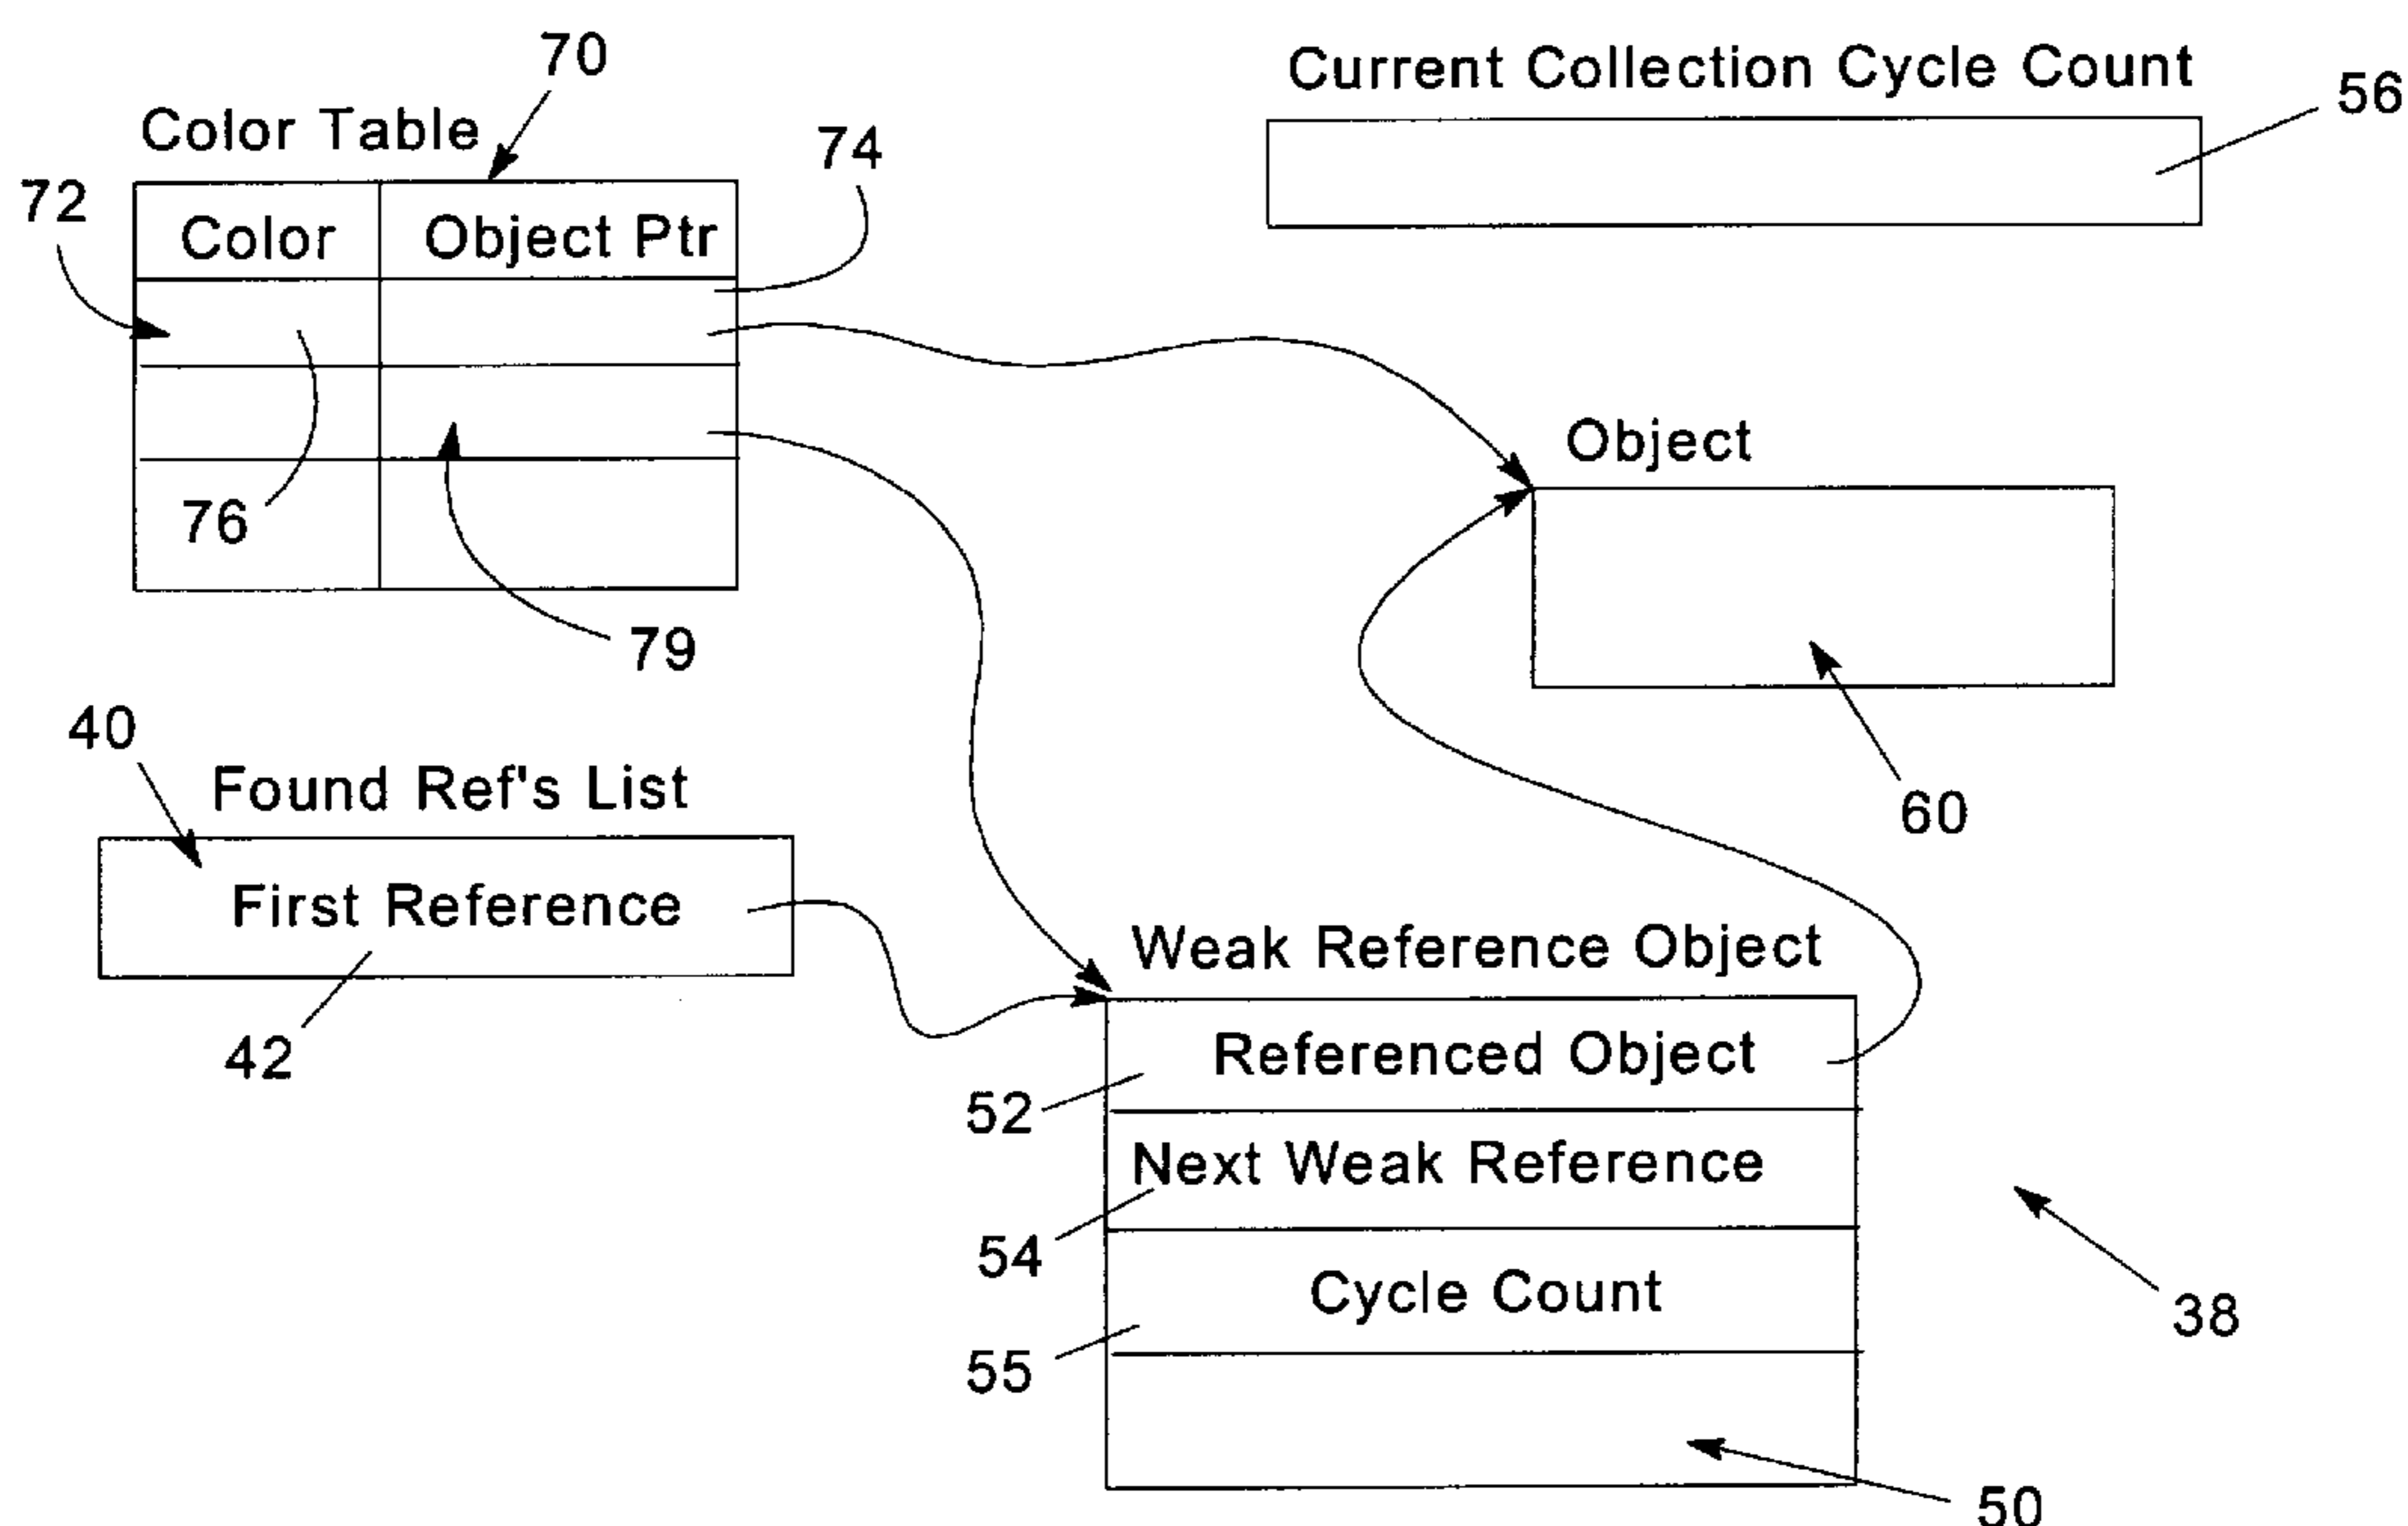 70
Current Collection Cycle Count
56
Color Table
74
72
Color Object Ptr
Object
76
79
40
Found Ref's List
60
First Reference
Weak Reference Object
42
Referenced Object
52
Next Weak Reference
54
Cycle Count
38
55
50